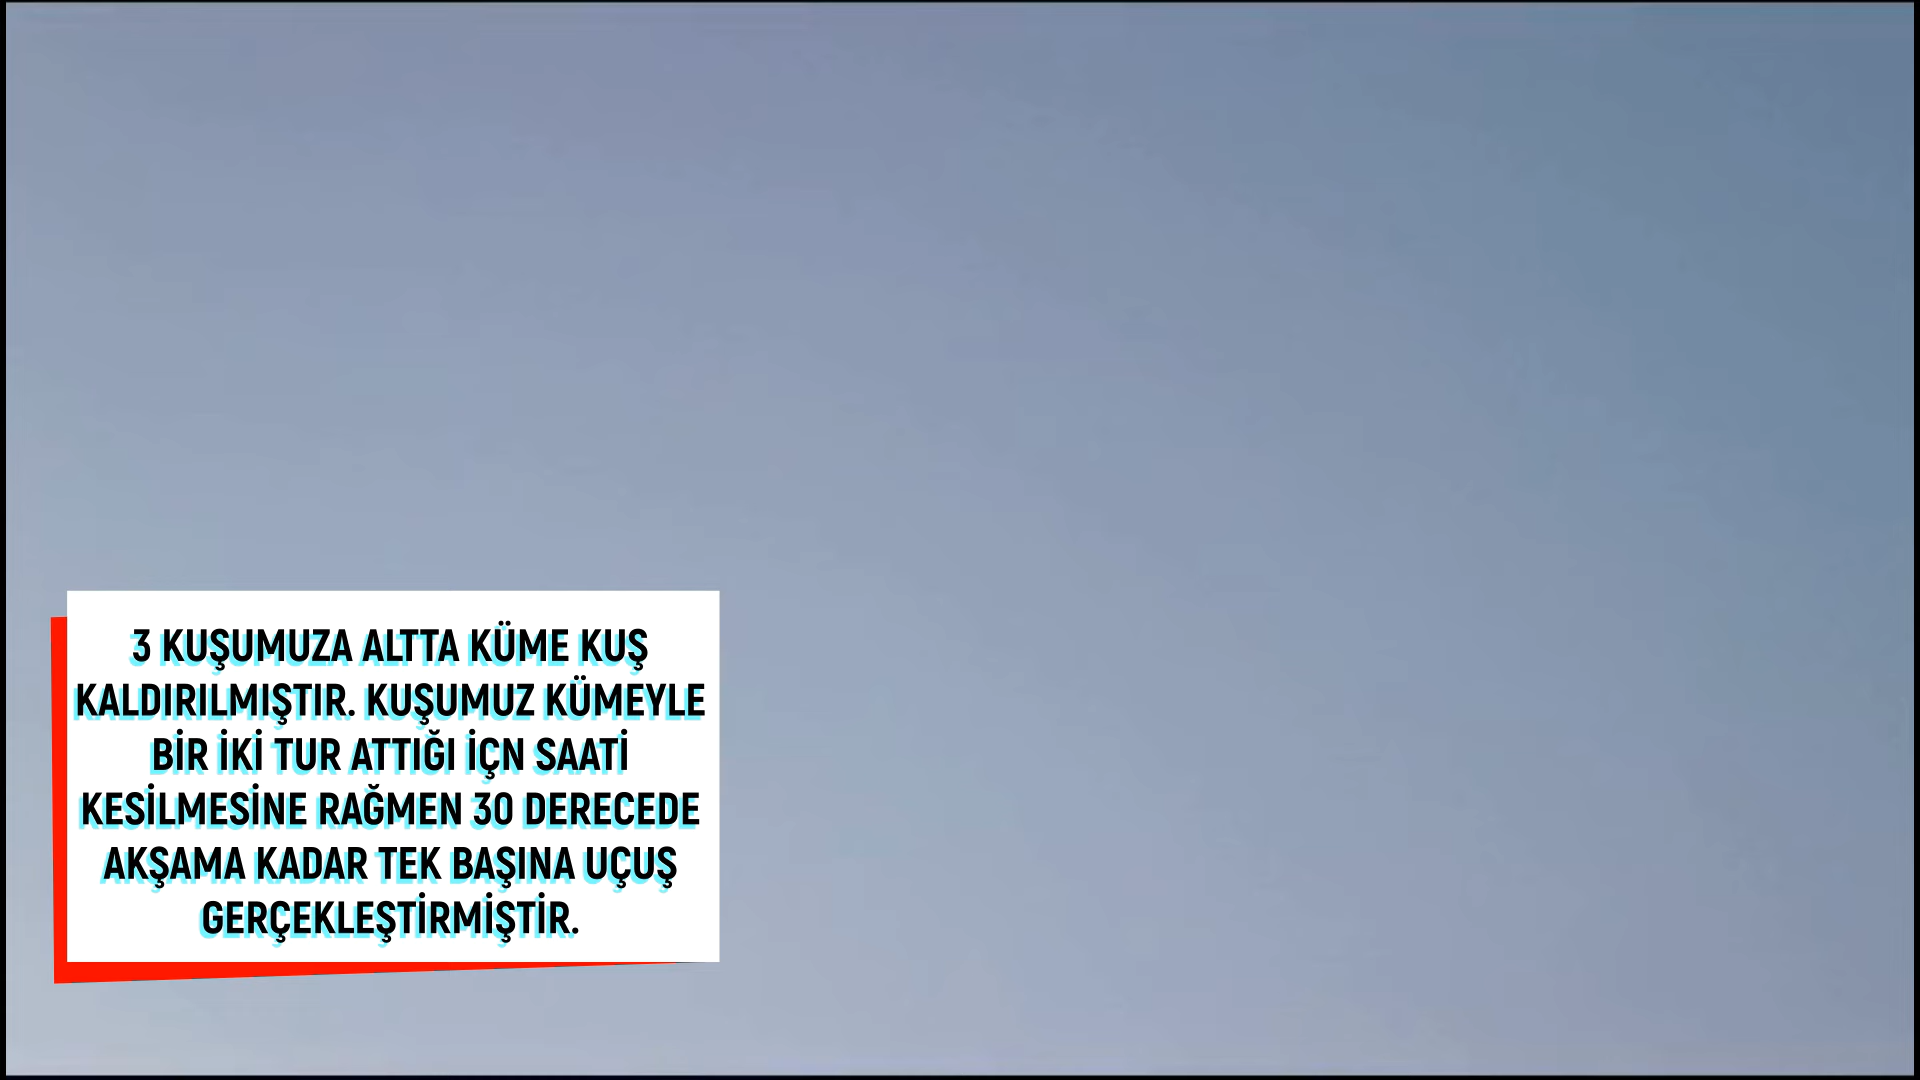 3 KUŞUMUZA ALTTA KÜME KUŞ
KALDIRILMIŞTIR. KUŞUMUZ KÜMEYLE
BİR İKİ TUR ATTIĞI İÇN SAATİ
KESİLMESİNE RAĞMEN 30 DERECEDE
AKŞAMA KADAR TEK BAŞINA UÇUŞ
GERÇEKLEŞTİRMİŞTİR.